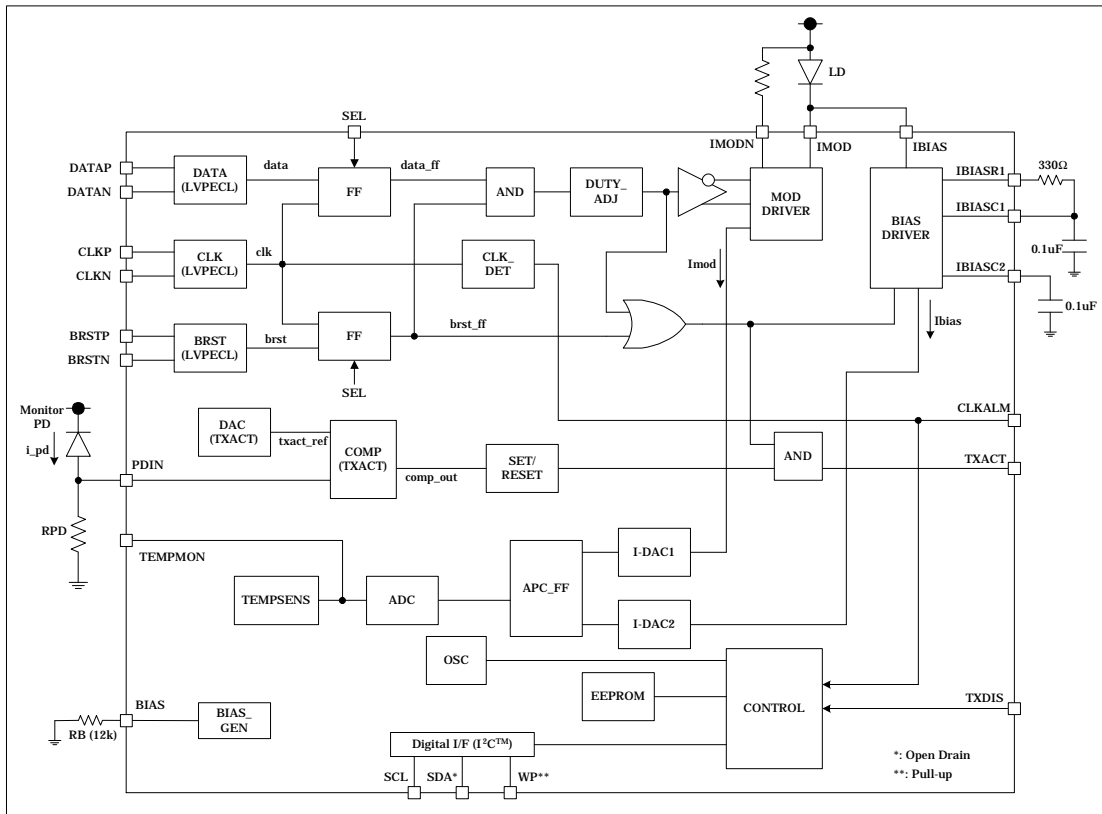 LD
SEL
IMODN
IMOD
IBIAS
DATAP
DATAN
DATA
(LVPECL)
data
FF
data_ff
AND
DUTY_
ADJ
MOD
DRIVER
BIAS
DRIVER
IBIASR1
330Ω
IBIASC1
0.1uF
IBIASC2
0.1uF
CLKP
CLKN
CLK
(LVPECL)
clk
CLK_
DET
Imod
Ibias
BRSTP
BRSTN
BRST
(LVPECL)
brst
FF
brst_ff
SEL
Monitor
PD
i_pd
PDIN
RPD
DAC
(TXACT)
txact_ref
COMP
(TXACT)
comp_out
SET/
RESET
AND
CLKALM
TXACT
TEMPMON
TEMPSENS
ADC
APC_FF
I-DAC1
I-DAC2
OSC
EEPROM
CONTROL
TXDIS
BIAS
RB (12k)
BIAS_
GEN
Digital I/F (I²C™)
SCL
SDA*
WP**
*: Open Drain
**: Pull-up